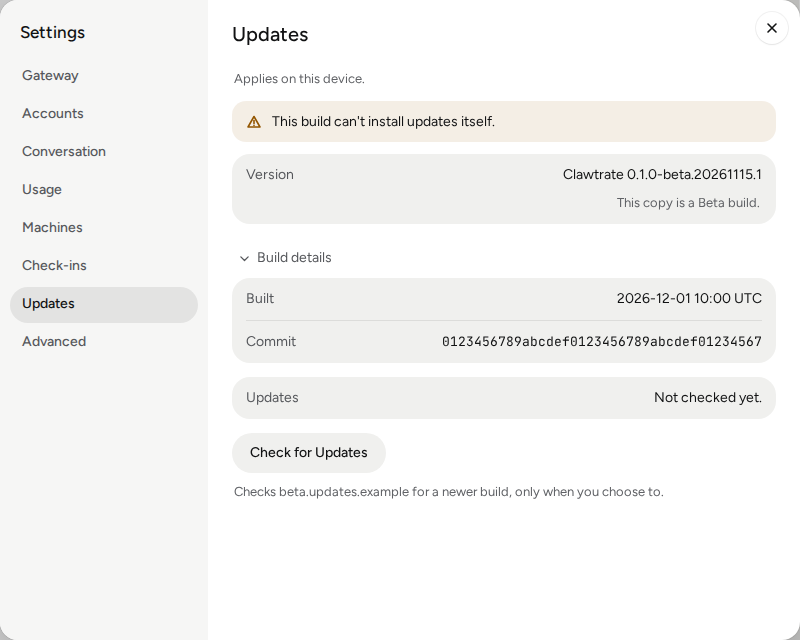 Settings
Gateway
Accounts
Conversation
Usage
Machines
Check-ins
Updates
Advanced
Updates
Applies on this device.
This build can't install updates itself.
Version
Clawtrate 0.1.0-beta.20261115.1
This copy is a Beta build.
Build details
Built
2026-12-01 10:00 UTC
Commit
0123456789abcdef0123456789abcdef01234567
Updates
Not checked yet.
Check for Updates
Checks beta.updates.example for a newer build, only when you choose to.